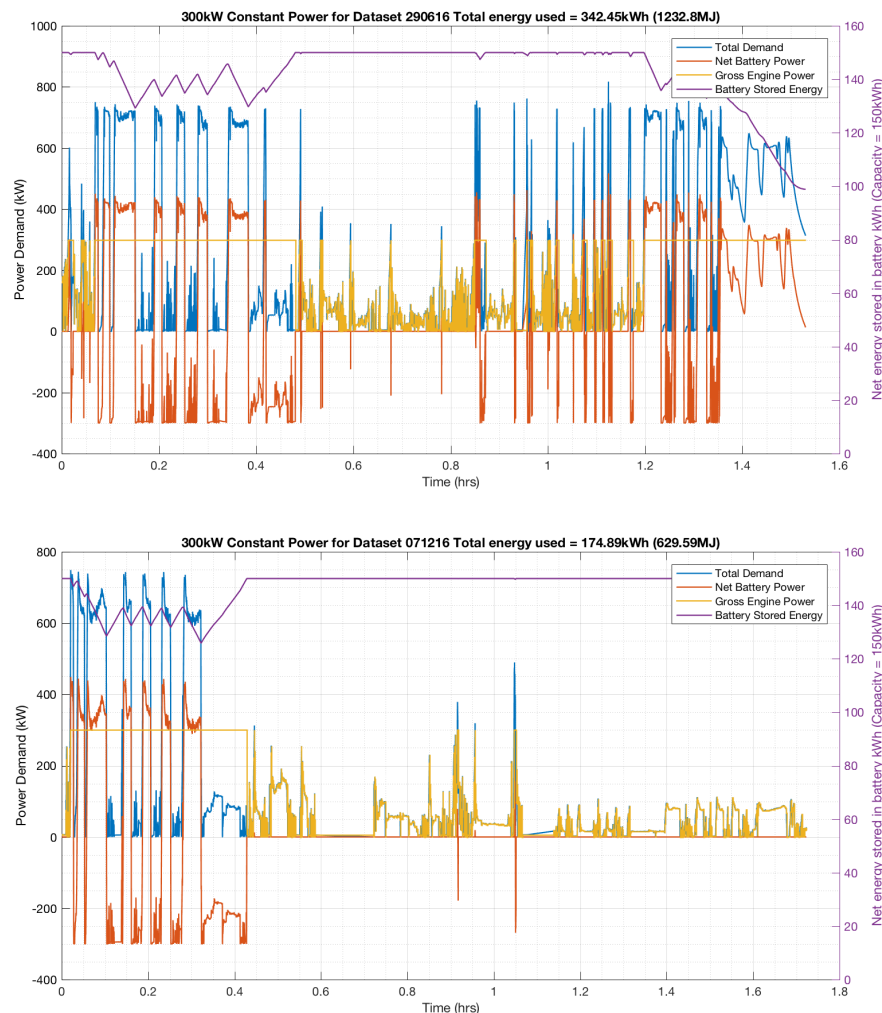 300kW Constant Power for Dataset 290616 Total energy used = 342.45kWh (1232.8MJ)
1000
800
600
400
200
0
-200
-400
Power Demand (kW)
160
140
120
100
80
60
40
20
0
Net energy stored in battery kWh (Capacity = 150kWh)
Total Demand
Net Battery Power
Gross Engine Power
Battery Stored Energy
0 0.2 0.4 0.6 0.8 1 1.2 1.4 1.6
Time (hrs)
300kW Constant Power for Dataset 071216 Total energy used = 174.89kWh (629.59MJ)
800
600
400
200
0
-200
-400
Power Demand (kW)
160
140
120
100
80
60
40
20
0
Net energy stored in battery kWh (Capacity = 150kWh)
Total Demand
Net Battery Power
Gross Engine Power
Battery Stored Energy
0 0.2 0.4 0.6 0.8 1 1.2 1.4 1.6 1.8
Time (hrs)